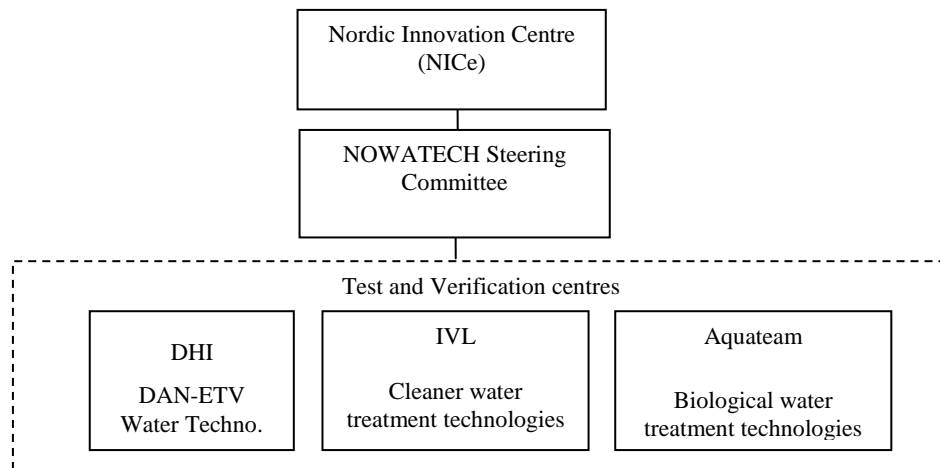 Nordic Innovation Centre
(NICe)
NOWATECH Steering
Committee
Test and Verification centres
DHI
DAN-ETV
Water Techno.
IVL
Cleaner water
treatment technologies
Aquateam
Biological water
treatment technologies